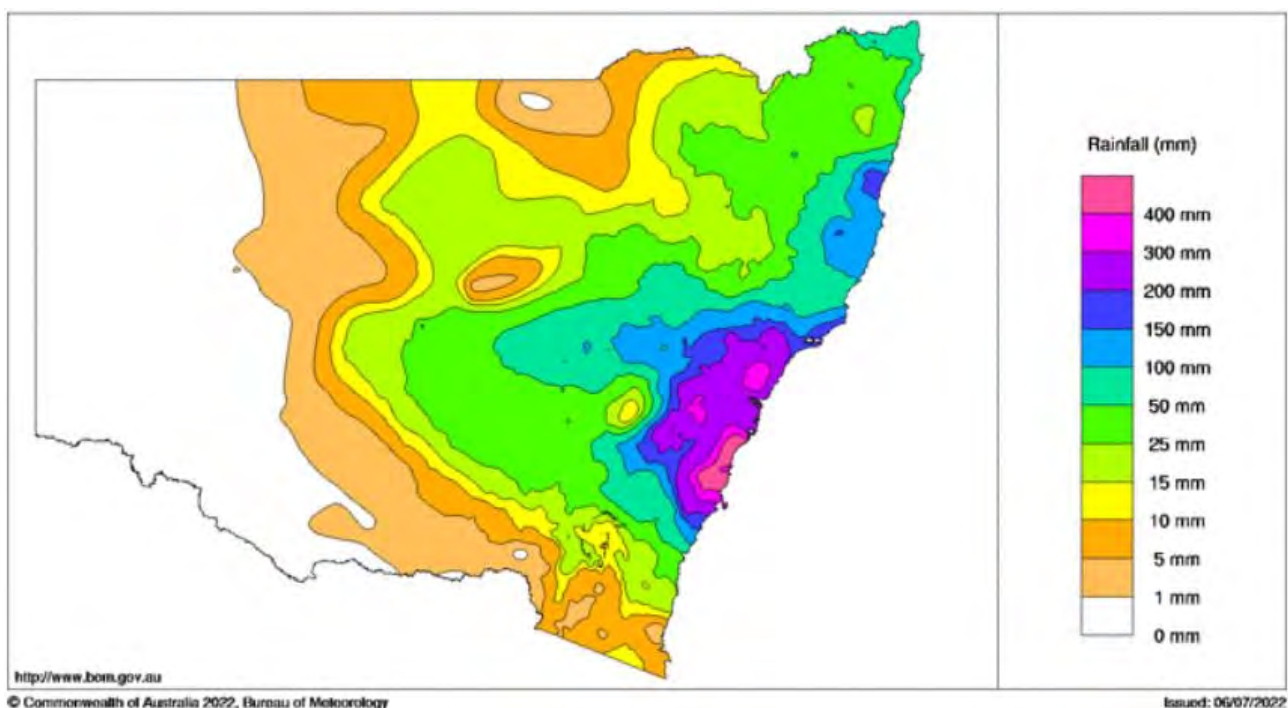 Rainfall (mm)
400 mm
300 mm
200 mm
150 mm
100 mm
50 mm
25 mm
15 mm
10 mm
5 mm
1 mm
0 mm
http://www.bom.gov.au
© Commonwealth of Australia 2022, Bureau of Meteorology
Issued: 06/07/2022